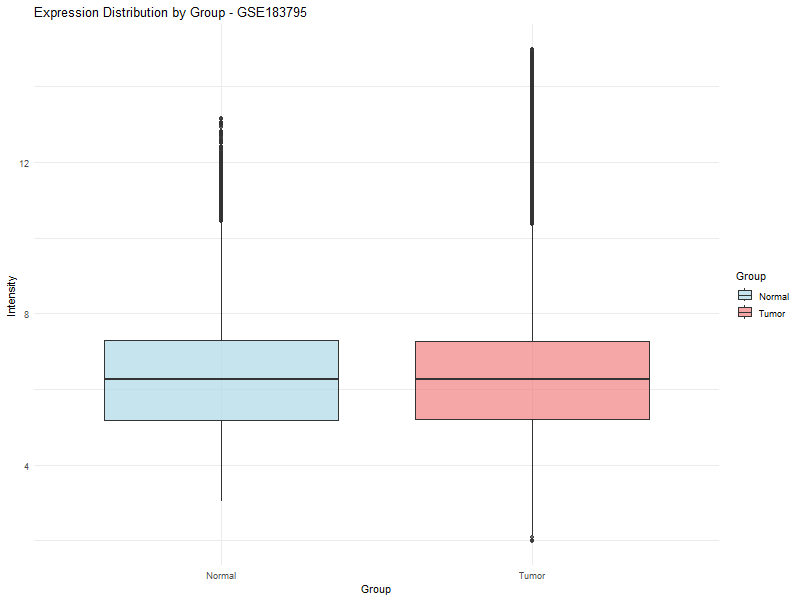 Expression Distribution by Group - GSE183795
12
8
4
Intensity
Normal
Tumor
Group
Group
Normal
Tumor